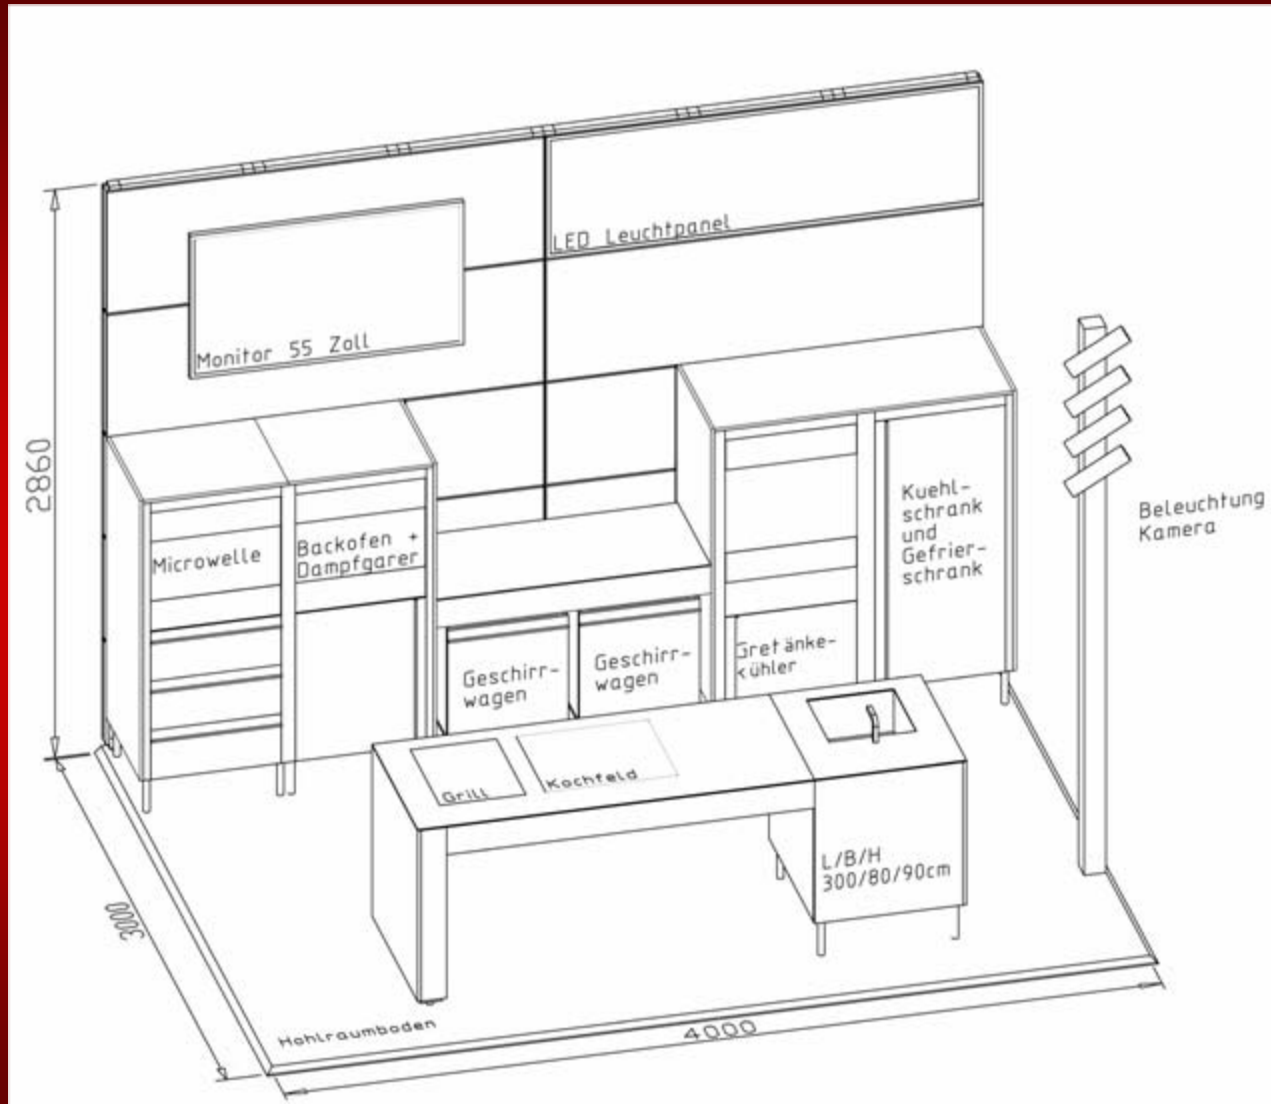 LED Leuchtpanel
Monitor 55 Zoll
2860
Microwelle
Backofen +
Dampfgarer
Kuehl-
schrank
und
Gefrier-
schrank
Beleuchtung
Kamera
Geschirr-
wagen
Geschirr-
wagen
Gretänke-
kühler
Grill
Kochfeld
L/B/H
300/80/90cm
3000
Hohlraumboden
4000